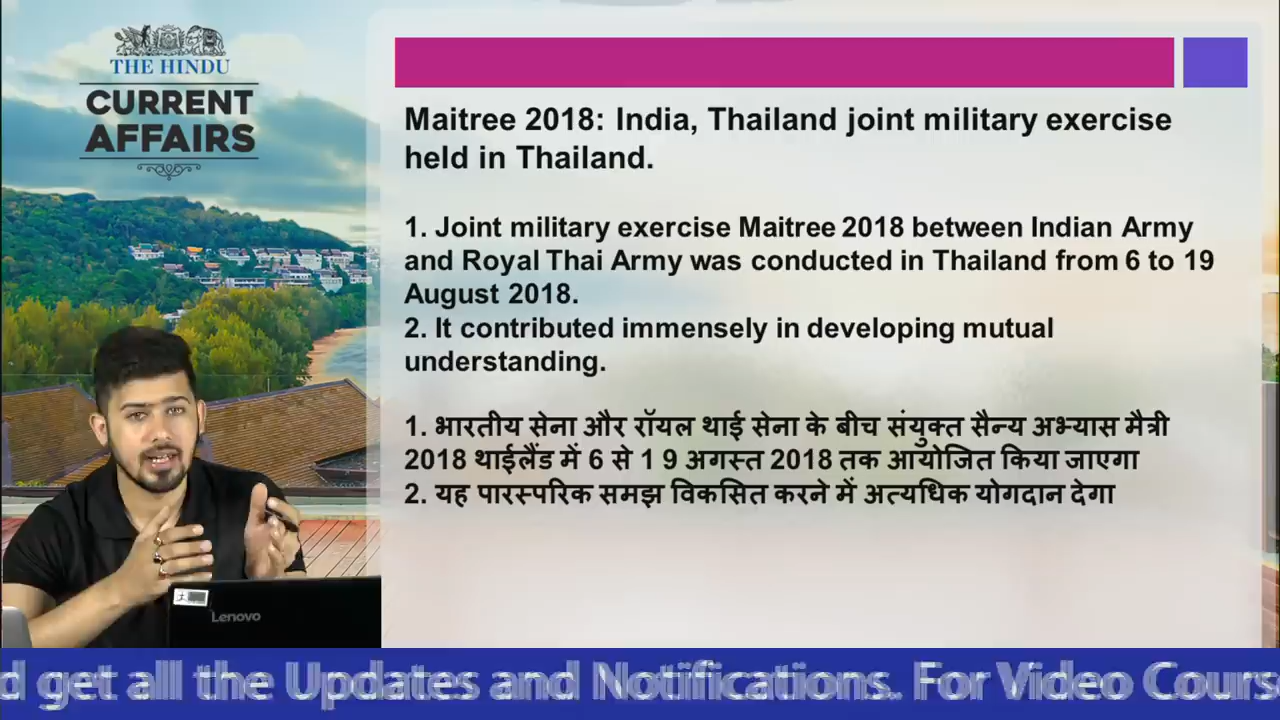 THE HINDU
CURRENT
AFFAIRS
Maitree 2018: India, Thailand joint military exercise
held in Thailand.
1. Joint military exercise Maitree 2018 between Indian Army
and Royal Thai Army was conducted in Thailand from 6 to 19
August 2018.
2. It contributed immensely in developing mutual
understanding.
1. भारतीय सेना और रॉयल थाई सेना के बीच संयुक्त सैन्य अभ्यास मैत्री
2018 थाईलैंड में 6 से 1 9 अगस्त 2018 तक आयोजित किया जाएगा
2. यह पारस्परिक समझ विकसित करने में अत्यधिक योगदान देगा
Lenovo
d get all the Updates and Notifications. For Video Cours